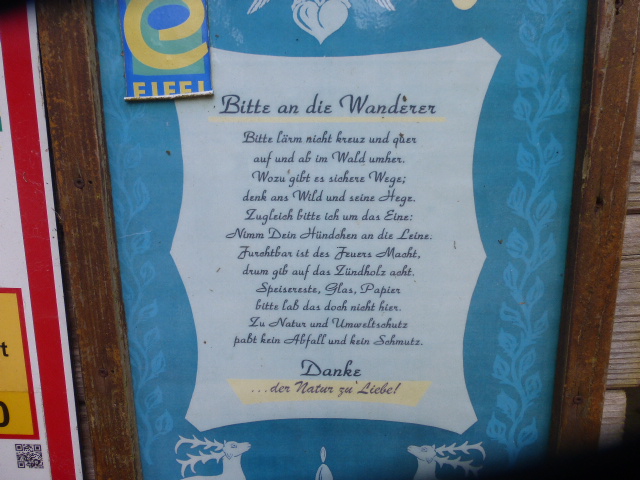 e
EIFEL
Bitte an die Wanderer
Bitte lärm nicht kreuz und quer
auf und ab im Wald umher.
Wozu gibt es sichere Wege;
denk ans Wild und seine Hege.
Zugleich bitte ich um das Eine:
Nimm Dein Hündchen an die Leine.
Furchtbar ist des Feuers Macht,
drum gib auf das Zündholz acht.
Speisereste, Glas, Papier
bitte laß das doch nicht hier.
Zu Natur und Umweltschutz
paßt kein Abfall und kein Schmutz.
Danke
...der Natur zu Liebe!
t
0